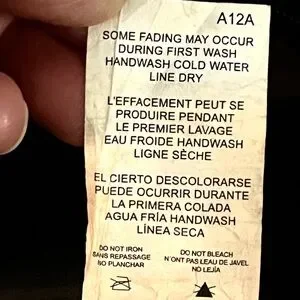 A12A
SOME FADING MAY OCCUR
DURING FIRST WASH
HANDWASH COLD WATER
LINE DRY
L'EFFACEMENT PEUT SE
PRODUIRE PENDANT
LE PREMIER LAVAGE
EAU FROIDE HANDWASH
LIGNE SÈCHE
EL CIERTO DESCOLORARSE
PUEDE OCURRIR DURANTE
LA PRIMERA COLADA
AGUA FRÍA HANDWASH
LÍNEA SECA
DO NOT IRON
SANS REPASSAGE
NO PLANCHAR
DO NOT BLEACH
N'ONT PAS LEAU DE JAVEL
NO LEJÍA